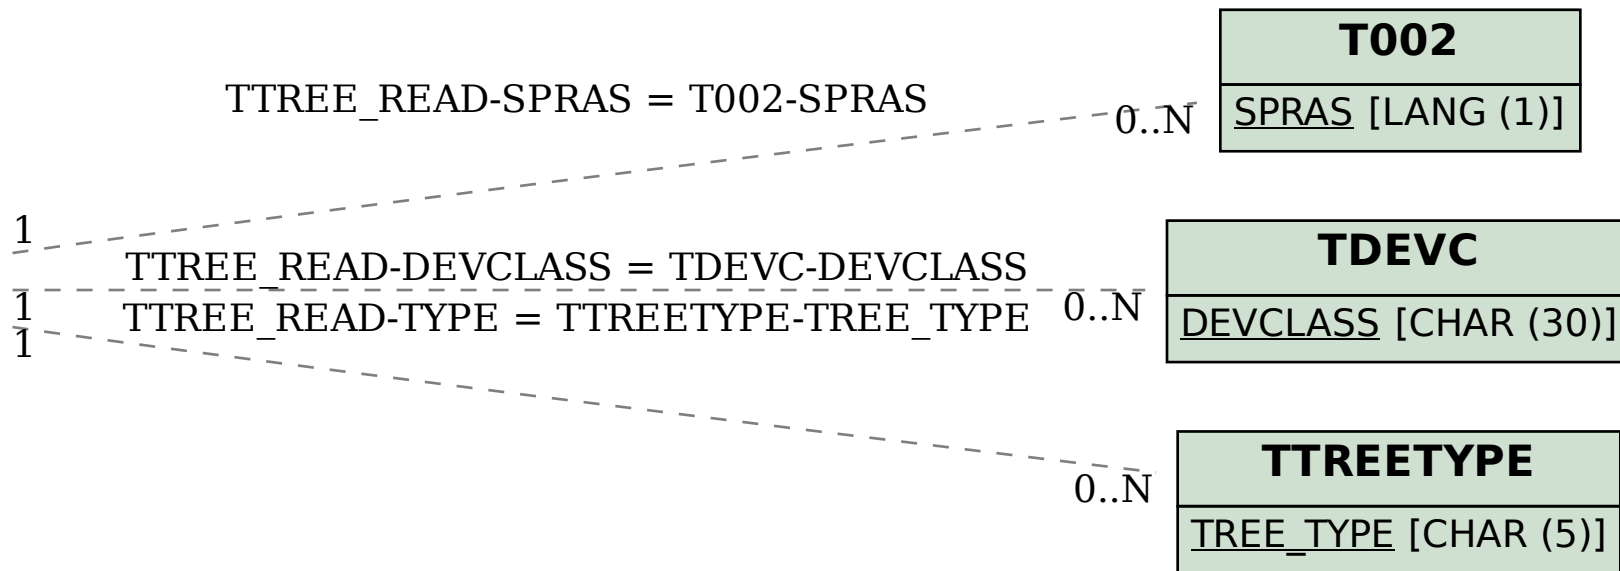 T002
TTREE_READ-SPRAS = T002-SPRAS
0..N
SPRAS [LANG (1)]
1
TTREE_READ-DEVCLASS = TDEVC-DEVCLASS
TDEVC
1
0..N
TTREE_READ-TYPE = TTREETYPE-TREE_TYPE
DEVCLASS [CHAR (30)]
1
TTREETYPE
0..N
TREE_TYPE [CHAR (5)]